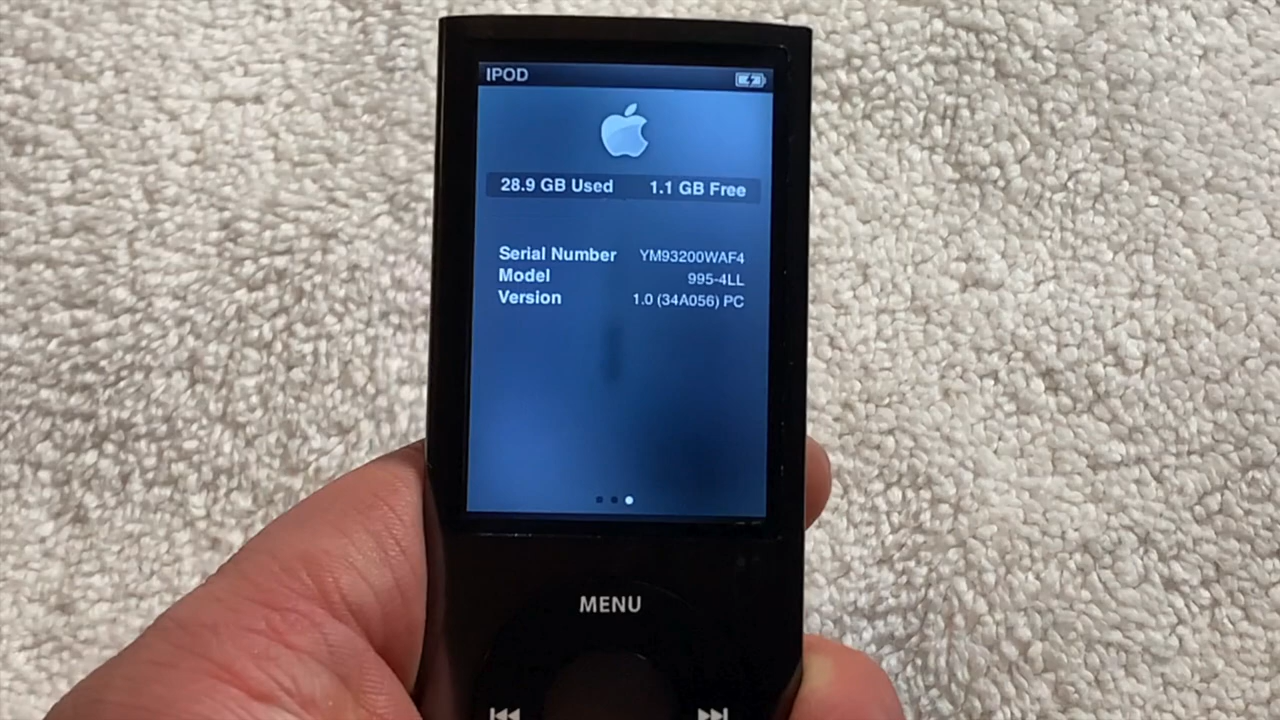 IPOD
28.9 GB Used 1.1 GB Free
Serial Number YM93200WAF4
Model 995-4LL
Version 1.0 (34A056) PC
MENU